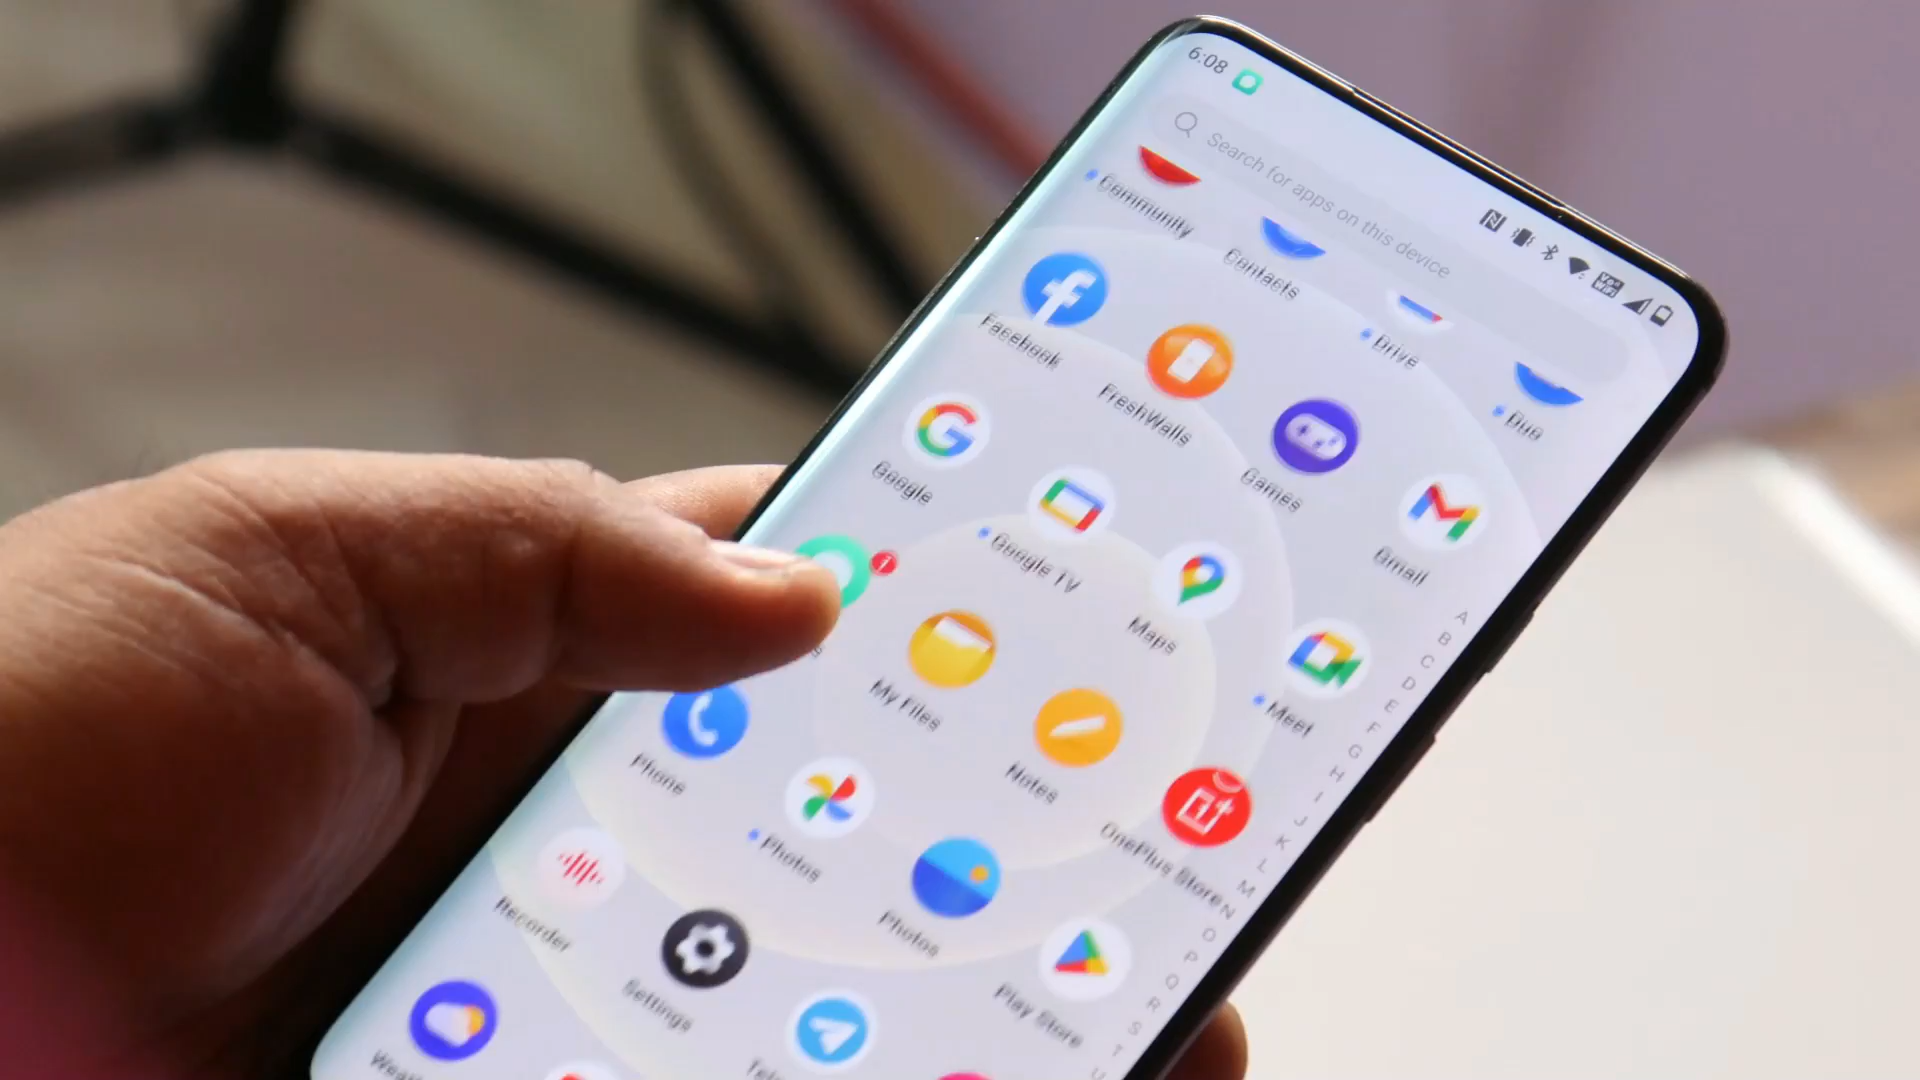 6:08
Search for apps on this device
Community
Contacts
Drive
Duo
Facebook
FreshWalls
Games
Gmail
Google
Google TV
Maps
Meet
1
My Files
Notes
OnePlus Store
Phone
Photos
Photos
Play Store
Recorder
Settings
A
B
C
D
E
F
G
H
I
J
K
L
M
N
O
P
Q
R
S
T
U